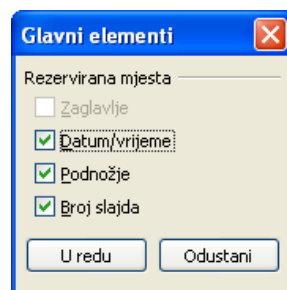 Glavni elementi
Rezervirana mjesta
Zaglavlje
Datum/vrijeme
Podnožje
Broj slajda
U redu
Odustani